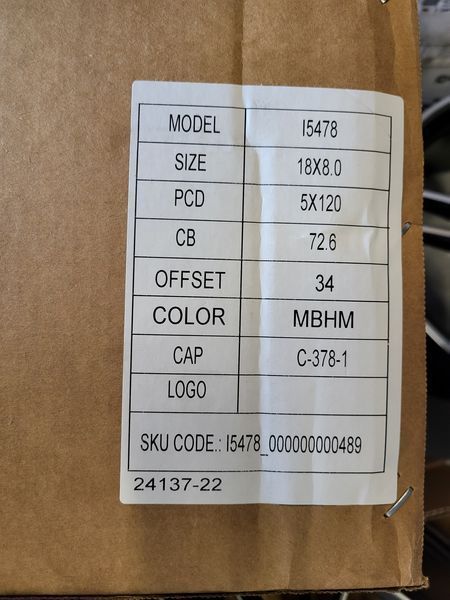 MODEL I5478
SIZE 18X8.0
PCD 5X120
CB 72.6
OFFSET 34
COLOR MBHM
CAP C-378-1
LOGO
SKU CODE.: I5478_000000000489
24137-22